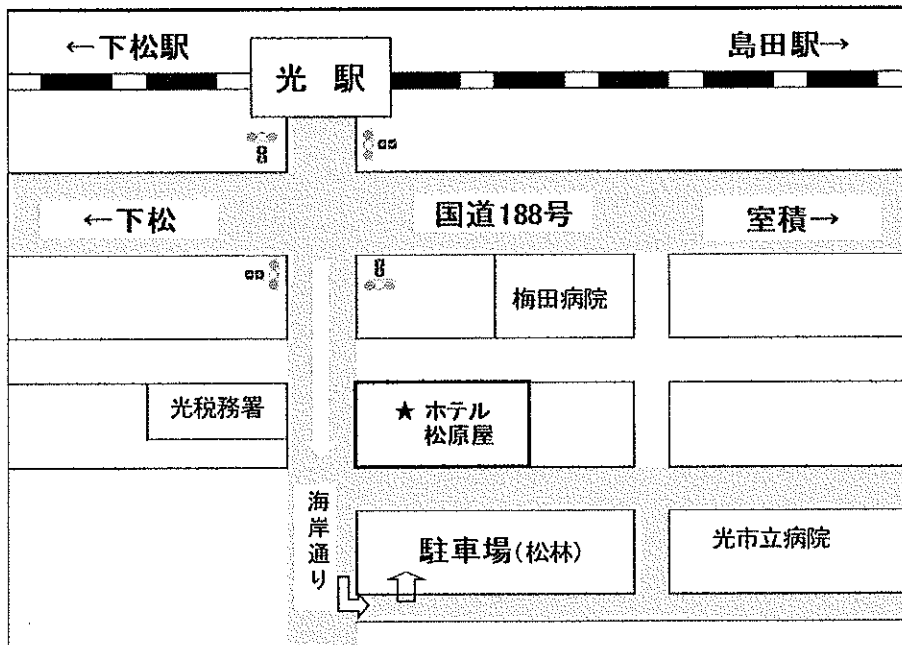 ←下松駅
島田駅→
光 駅
←下松
国道188号
室積→
梅田病院
光税務署
★ ホテル
松原屋
海岸通り
駐車場(松林)
光市立病院